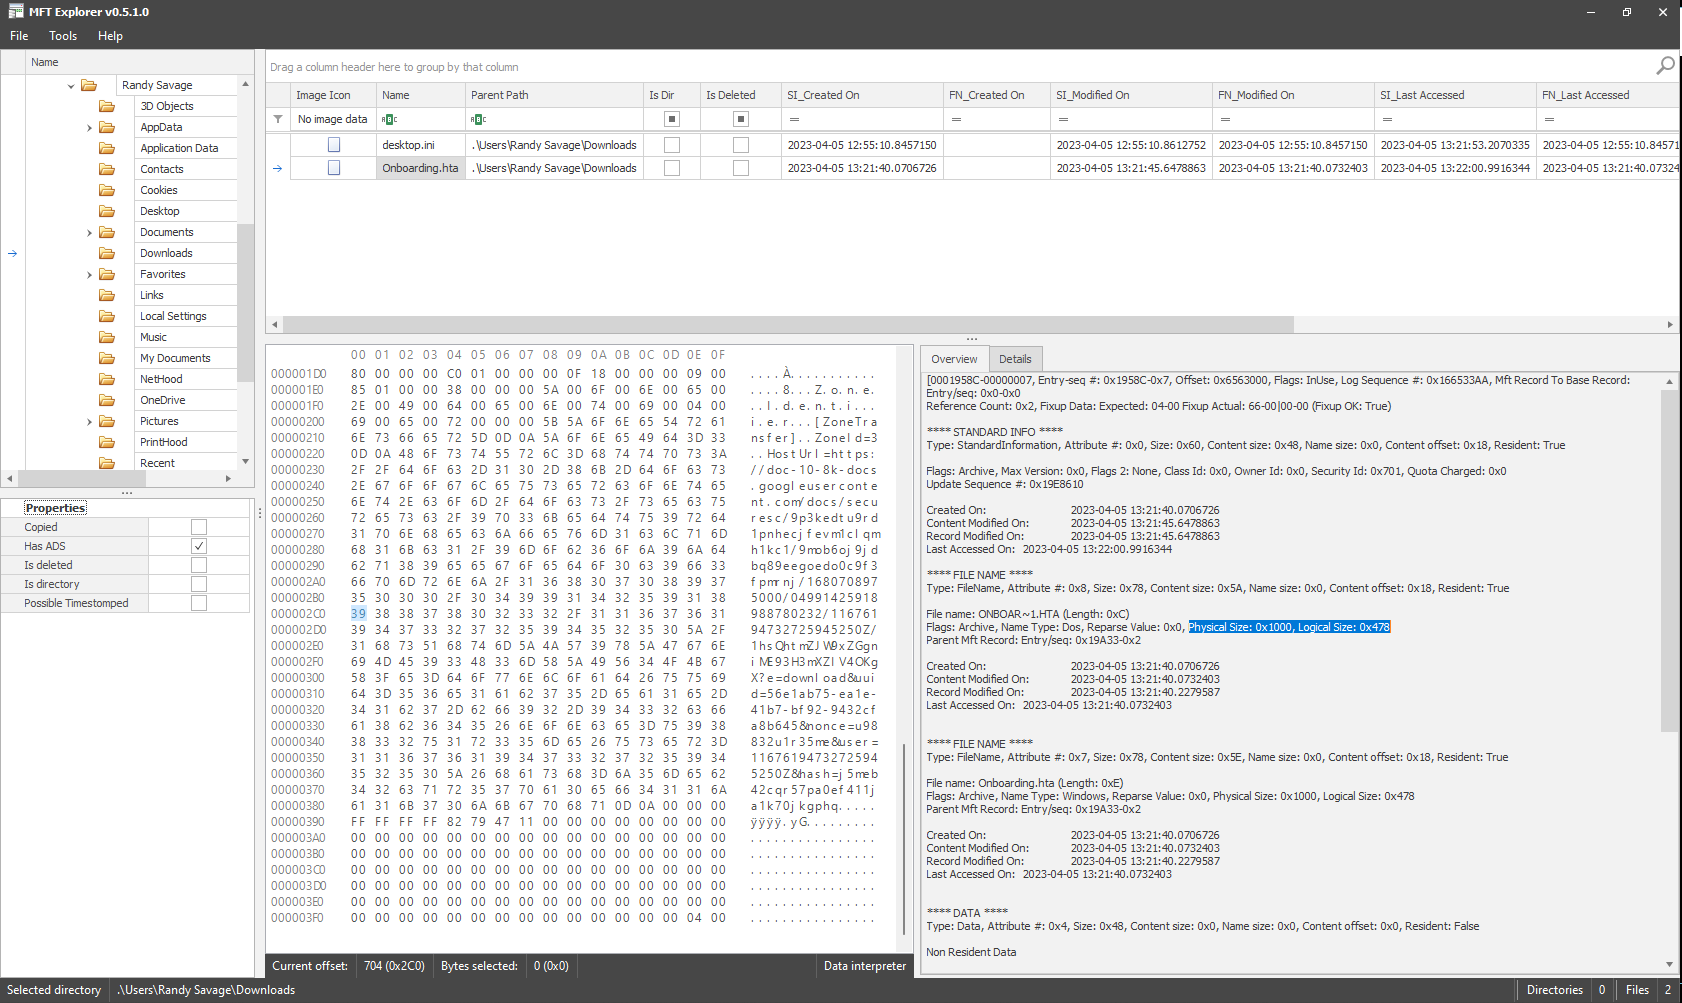 MFT Explorer v0.5.1.0
File Tools Help
Name
Randy Savage
3D Objects
AppData
Application Data
Contacts
Cookies
Desktop
Documents
Downloads
Favorites
Links
Local Settings
Music
My Documents
NetHood
OneDrive
Pictures
PrintHood
Recent
Properties
Copied
Has ADS
Is deleted
Is directory
Possible Timestomped
Drag a column header here to group by that column
Image Icon Name Parent Path Is Dir Is Deleted SI_Created On FN_Created On SI_Modified On FN_Modified On SI_Last Accessed FN_Last Accessed
No image data ABC ABC = = = = = =
desktop.ini .\Users\Randy Savage\Downloads 2023-04-05 12:55:10.8457150 2023-04-05 12:55:10.8612752 2023-04-05 12:55:10.8457150 2023-04-05 13:21:53.2070335 2023-04-05 12:55:10.84571
Onboarding.hta .\Users\Randy Savage\Downloads 2023-04-05 13:21:40.0706726 2023-04-05 13:21:45.6478863 2023-04-05 13:21:40.0732403 2023-04-05 13:22:00.9916344 2023-04-05 13:21:40.07324
00 01 02 03 04 05 06 07 08 09 0A 0B 0C 0D 0E 0F
000001D0 80 00 00 00 C0 01 00 00 00 0F 18 00 00 00 09 00 ....À...........
000001E0 85 01 00 00 38 00 00 00 5A 00 6F 00 6E 00 65 00 ....8...Z.o.n.e.
000001F0 2E 00 49 00 64 00 65 00 6E 00 74 00 69 00 04 00 ..I.d.e.n.t.i...
00000200 69 00 65 00 72 00 00 00 5B 5A 6F 6E 65 54 72 61 i.e.r...[ZoneTra
00000210 6E 73 66 65 72 5D 0D 0A 5A 6F 6E 65 49 64 3D 33 nsfer]..ZoneId=3
00000220 0D 0A 48 6F 73 74 55 72 6C 3D 68 74 74 70 73 3A ..HostUrl=https:
00000230 2F 2F 64 6F 63 2D 31 30 2D 38 6B 2D 64 6F 63 73 //doc-10-8k-docs
00000240 2E 67 6F 6F 67 6C 65 75 73 65 72 63 6F 6E 74 65 .googleuserconte
00000250 6E 74 2E 63 6F 6D 2F 64 6F 63 73 2F 73 65 63 75 nt.com/docs/secu
00000260 72 65 73 63 2F 39 70 33 6B 65 64 74 75 39 72 64 resc/9p3kedtu9rd
00000270 31 70 6E 68 65 63 6A 66 65 76 6D 31 63 6C 71 6D 1pnhecjfevm1clqm
00000280 68 31 6B 63 31 2F 39 6D 6F 62 36 6F 6A 39 6A 64 h1kc1/9mob6oj9jd
00000290 62 71 38 39 65 65 67 6F 65 64 6F 30 63 39 66 33 bq89eegoedo0c9f3
000002A0 66 70 6D 72 6E 6A 2F 31 36 38 30 37 30 38 39 37 fpmrnj/168070897
000002B0 35 30 30 30 2F 30 34 39 39 31 34 32 35 39 31 38 5000/04991425918
000002C0 39 38 38 37 38 30 32 33 32 2F 31 31 36 37 36 31 988780232/116761
000002D0 39 34 37 33 32 37 32 35 39 34 35 32 35 30 5A 2F 94732725945250Z/
000002E0 31 68 73 51 68 74 6D 5A 4A 57 39 78 5A 47 67 6E 1hsQhtmZJW9xZGgn
000002F0 69 4D 45 39 33 48 33 6D 58 5A 49 56 34 4F 4B 67 iME93H3mXZIV4OKg
00000300 58 3F 65 3D 64 6F 77 6E 6C 6F 61 64 26 75 75 69 X?e=download&uui
00000310 64 3D 35 36 65 31 61 62 37 35 2D 65 61 31 65 2D d=56e1ab75-ea1e-
00000320 34 31 62 37 2D 62 66 39 32 2D 39 34 33 32 63 66 41b7-bf92-9432cf
00000330 61 38 62 36 34 35 26 6E 6F 6E 63 65 3D 75 39 38 a8b645&nonce=u98
00000340 38 33 32 75 31 72 33 35 6D 65 26 75 73 65 72 3D 832u1r35me&user=
00000350 31 31 36 37 36 31 39 34 37 33 32 37 32 35 39 34 1167619473272594
00000360 35 32 35 30 5A 26 68 61 73 68 3D 6A 35 6D 65 62 5250Z&hash=j5meb
00000370 34 32 63 71 72 35 37 70 61 30 65 66 34 31 31 6A 42cqr57pa0ef411j
00000380 61 31 6B 37 30 6A 6B 67 70 68 71 0D 0A 00 00 00 a1k70jkgphq.....
00000390 FF FF FF FF 82 79 47 11 00 00 00 00 00 00 00 00 ÿÿÿÿ.yG.........
000003A0 00 00 00 00 00 00 00 00 00 00 00 00 00 00 00 00 ................
000003B0 00 00 00 00 00 00 00 00 00 00 00 00 00 00 00 00 ................
000003C0 00 00 00 00 00 00 00 00 00 00 00 00 00 00 00 00 ................
000003D0 00 00 00 00 00 00 00 00 00 00 00 00 00 00 00 00 ................
000003E0 00 00 00 00 00 00 00 00 00 00 00 00 00 00 00 00 ................
000003F0 00 00 00 00 00 00 00 00 00 00 00 00 00 00 04 00 ................
Current offset: 704 (0x2C0) Bytes selected: 0 (0x0) Data interpreter
Overview Details
[0001958C-00000007, Entry-seq #: 0x1958C-0x7, Offset: 0x6563000, Flags: InUse, Log Sequence #: 0x166533AA, Mft Record To Base Record:
Entry/seq: 0x0-0x0
Reference Count: 0x2, Fixup Data: Expected: 04-00 Fixup Actual: 66-00|00-00 (Fixup OK: True)
**** STANDARD INFO ****
Type: StandardInformation, Attribute #: 0x0, Size: 0x60, Content size: 0x48, Name size: 0x0, Content offset: 0x18, Resident: True
Flags: Archive, Max Version: 0x0, Flags 2: None, Class Id: 0x0, Owner Id: 0x0, Security Id: 0x701, Quota Charged: 0x0
Update Sequence #: 0x19E8610
Created On: 2023-04-05 13:21:40.0706726
Content Modified On: 2023-04-05 13:21:45.6478863
Record Modified On: 2023-04-05 13:21:45.6478863
Last Accessed On: 2023-04-05 13:22:00.9916344
**** FILE NAME ****
Type: FileName, Attribute #: 0x8, Size: 0x78, Content size: 0x5A, Name size: 0x0, Content offset: 0x18, Resident: True
File name: ONBOAR~1.HTA (Length: 0xC)
Flags: Archive, Name Type: Dos, Reparse Value: 0x0, Physical Size: 0x1000, Logical Size: 0x478
Parent Mft Record: Entry/seq: 0x19A33-0x2
Created On: 2023-04-05 13:21:40.0706726
Content Modified On: 2023-04-05 13:21:40.0732403
Record Modified On: 2023-04-05 13:21:40.2279587
Last Accessed On: 2023-04-05 13:21:40.0732403
**** FILE NAME ****
Type: FileName, Attribute #: 0x7, Size: 0x78, Content size: 0x5E, Name size: 0x0, Content offset: 0x18, Resident: True
File name: Onboarding.hta (Length: 0xE)
Flags: Archive, Name Type: Windows, Reparse Value: 0x0, Physical Size: 0x1000, Logical Size: 0x478
Parent Mft Record: Entry/seq: 0x19A33-0x2
Created On: 2023-04-05 13:21:40.0706726
Content Modified On: 2023-04-05 13:21:40.0732403
Record Modified On: 2023-04-05 13:21:40.2279587
Last Accessed On: 2023-04-05 13:21:40.0732403
**** DATA ****
Type: Data, Attribute #: 0x4, Size: 0x48, Content size: 0x0, Name size: 0x0, Content offset: 0x0, Resident: False
Non Resident Data
Selected directory .\Users\Randy Savage\Downloads Directories 0 Files 2